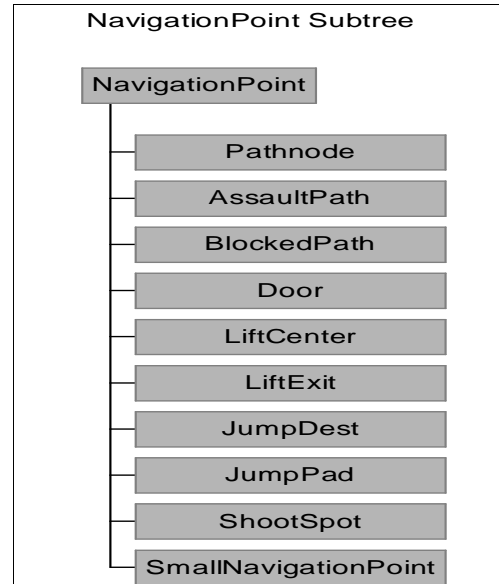 NavigationPoint Subtree
NavigationPoint
Pathnode
AssaultPath
BlockedPath
Door
LiftCenter
LiftExit
JumpDest
JumpPad
ShootSpot
SmallNavigationPoint